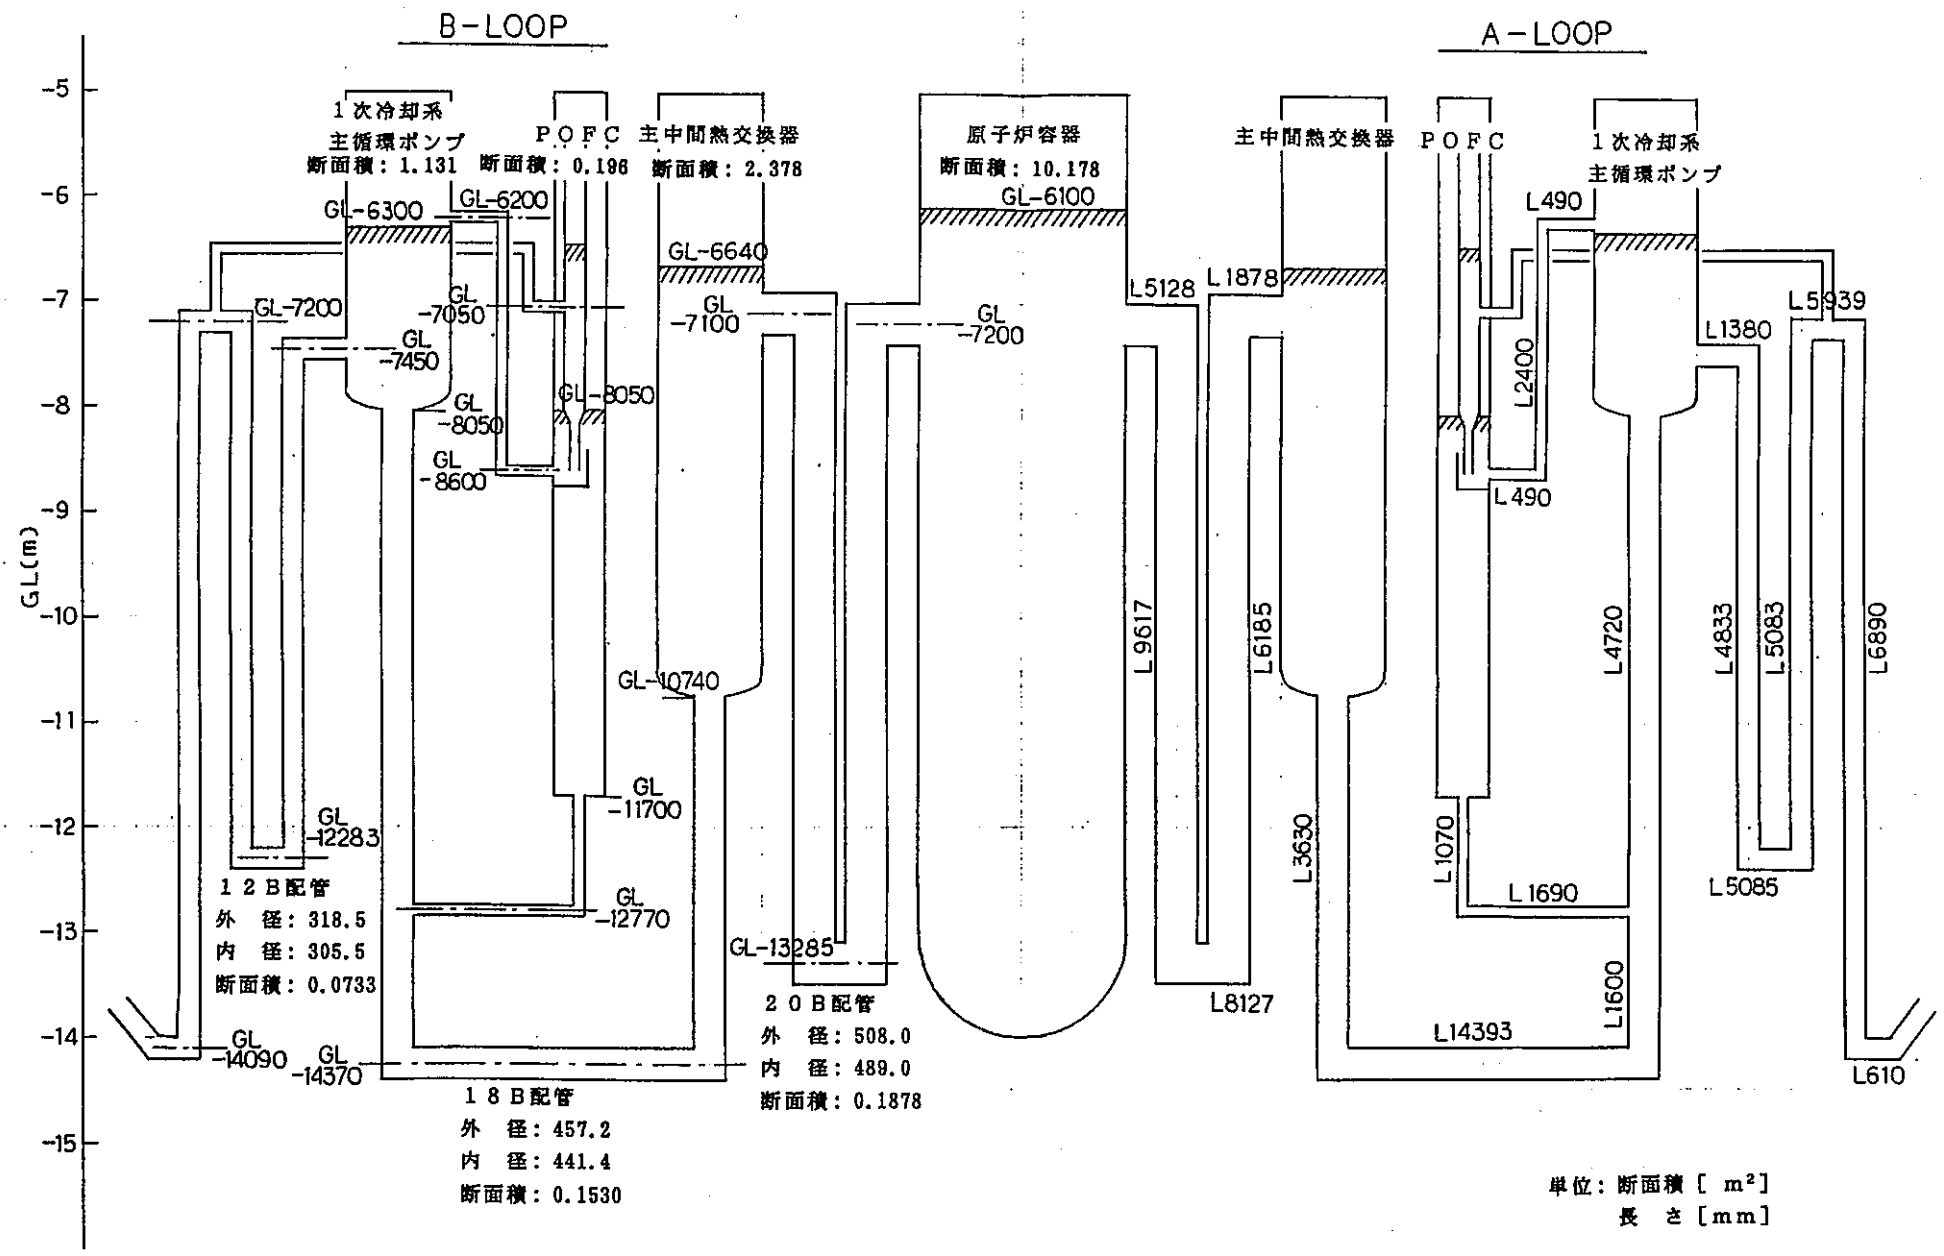 B-LOOP
A-LOOP
GL(m)
-5
-6
-7
-8
-9
-10
-11
-12
-13
-14
-15
1次冷却系
主循環ポンプ
断面積:1.131
POFC
断面積:0.196
主中間熱交換器
断面積:2.378
原子炉容器
断面積:10.178
GL-6100
主中間熱交換器
POFC
1次冷却系
主循環ポンプ
GL-6300
GL-6200
GL-6640
GL-7200
GL
-7450
GL
-7050
GL
-7100
GL
-7200
GL
-8050
GL-8050
GL
-8600
GL-10740
GL
-11700
GL
-12283
GL
-12770
GL-13285
GL
-14090
GL
-14370
12B配管
外 径:318.5
内 径:305.5
断面積:0.0733
18B配管
外 径:457.2
内 径:441.4
断面積:0.1530
20B配管
外 径:508.0
内 径:489.0
断面積:0.1878
L5128
L1878
L490
L5939
L1380
L2400
L490
L9617
L6185
L4720
L4833
L5083
L6890
L3630
L1070
L1690
L5085
L1600
L8127
L14393
L610
単位:断面積[ m²]
長 さ[mm]